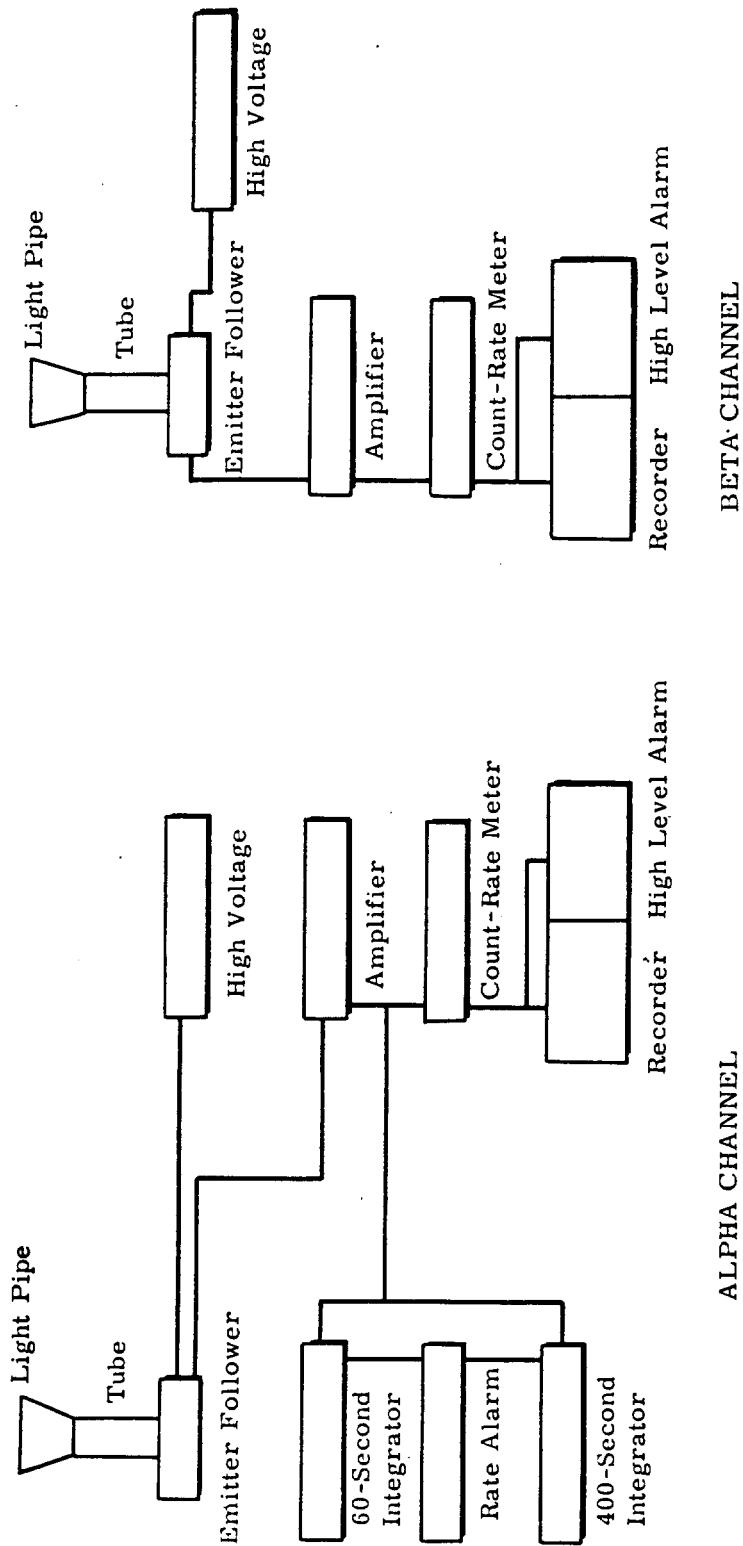 Light Pipe
Tube
Emitter Follower
High Voltage
Amplifier
Count-Rate Meter
60-Second
Integrator
Rate Alarm
400-Second
Integrator
Recorder
High Level Alarm
ALPHA CHANNEL
Light Pipe
Tube
Emitter Follower
High Voltage
Amplifier
Count-Rate Meter
Recorder
High Level Alarm
BETA CHANNEL